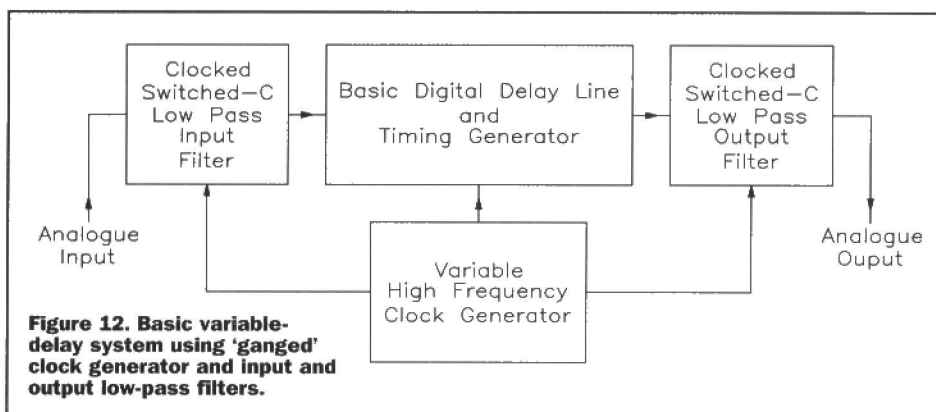 Clocked
Switched-C
Low Pass
Input
Filter
Basic Digital Delay Line
and
Timing Generator
Clocked
Switched-C
Low Pass
Output
Filter
Analogue
Input
Variable
High Frequency
Clock Generator
Analogue
Ouput
Figure 12. Basic variable-
delay system using ‘ganged’
clock generator and input and
output low-pass filters.